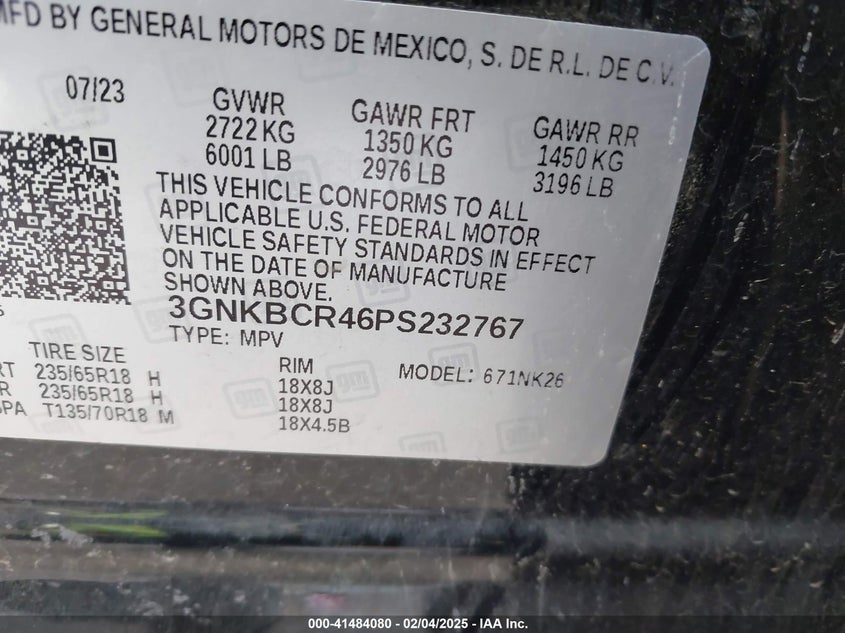 MFD BY GENERAL MOTORS DE MEXICO, S. DE R.L. DE C.V.
07/23 GVWR GAWR FRT GAWR RR
2722 KG 1350 KG 1450 KG
6001 LB 2976 LB 3196 LB
THIS VEHICLE CONFORMS TO ALL
APPLICABLE U.S. FEDERAL MOTOR
VEHICLE SAFETY STANDARDS IN EFFECT
ON THE DATE OF MANUFACTURE
SHOWN ABOVE.
3GNKBCR46PS232767
TYPE: MPV
TIRE SIZE RIM MODEL: 671NK26
235/65R18 H 18X8J
235/65R18 H 18X8J
T135/70R18 M 18X4.5B
gm
000-41484080 - 02/04/2025 - IAA Inc.